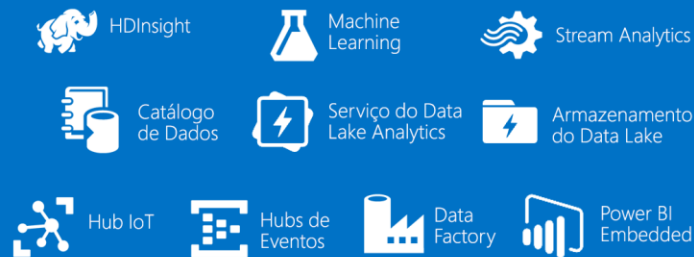 HDInsight
Machine
Learning
Stream Analytics
Catálogo
de Dados
Serviço do Data
Lake Analytics
Armazenamento
do Data Lake
Hub IoT
Hubs de
Eventos
Data
Factory
Power BI
Embedded